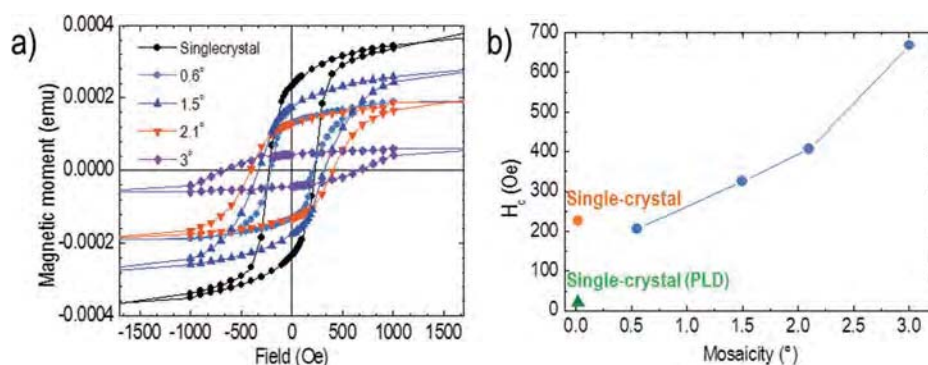 a)
0.0004
0.0002
0.0000
-0.0002
-0.0004
Magnetic moment (emu)
Singlecrystal
0.6°
1.5°
2.1°
3°
-1500 -1000 -500 0 500 1000 1500
Field (Oe)
b)
700
600
500
400
300
200
100
0
Hc (Oe)
Single-crystal
Single-crystal (PLD)
0.0 0.5 1.0 1.5 2.0 2.5 3.0
Mosaicity (°)